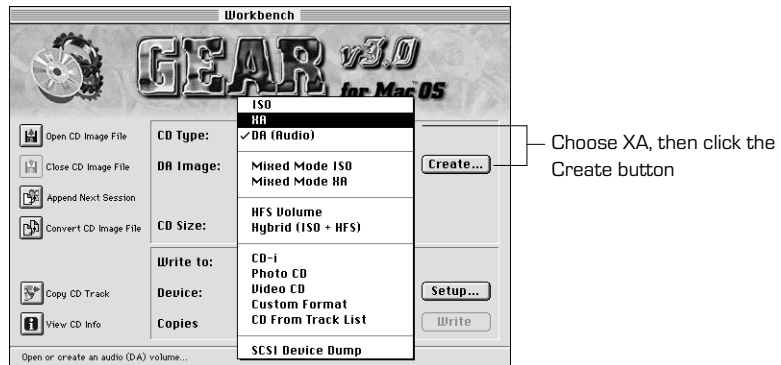 Workbench
GEAR v3.0
for Mac™OS
Open CD Image File
Close CD Image File
Append Next Session
Convert CD Image File
Copy CD Track
View CD Info
CD Type:
DA Image:
CD Size:
Write to:
Device:
Copies
ISO
XA
✓DA (Audio)
Mixed Mode ISO
Mixed Mode XA
HFS Volume
Hybrid (ISO + HFS)
CD-i
Photo CD
Video CD
Custom Format
CD From Track List
SCSI Device Dump
Create...
Setup...
Write
Open or create an audio (DA) volume...
Choose XA, then click the
Create button